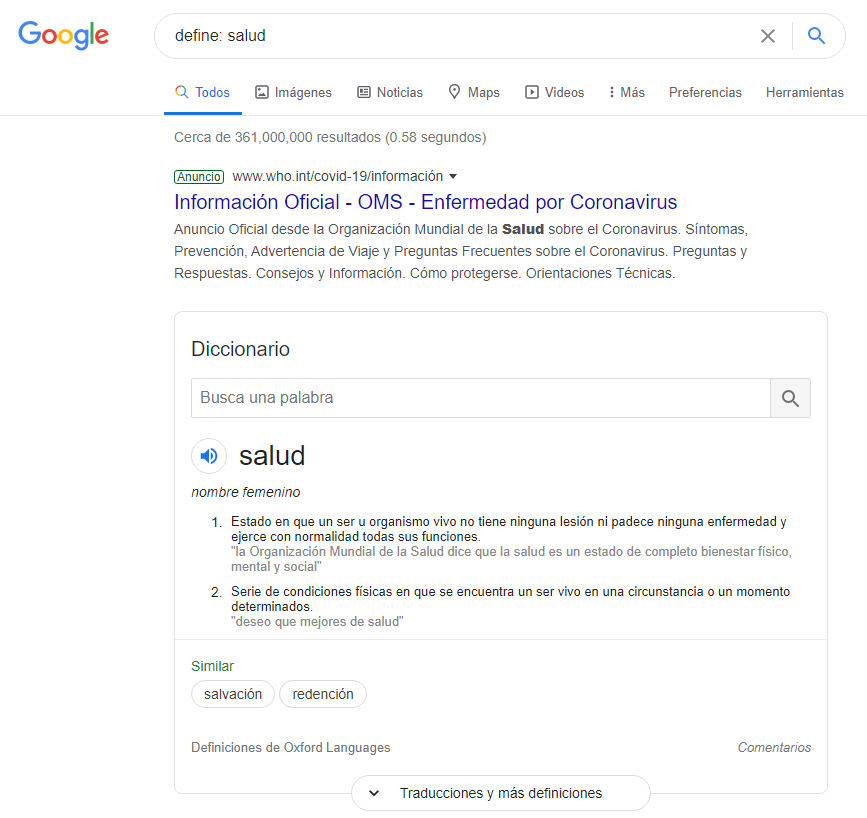 Google
define: salud
Todos
Imágenes
Noticias
Maps
Videos
Más
Preferencias
Herramientas
Cerca de 361,000,000 resultados (0.58 segundos)
Anuncio www.who.int/covid-19/información
Información Oficial - OMS - Enfermedad por Coronavirus
Anuncio Oficial desde la Organización Mundial de la Salud sobre el Coronavirus. Síntomas,
Prevención, Advertencia de Viaje y Preguntas Frecuentes sobre el Coronavirus. Preguntas y
Respuestas. Consejos y Información. Cómo protegerse. Orientaciones Técnicas.
Diccionario
Busca una palabra
salud
nombre femenino
1. Estado en que un ser u organismo vivo no tiene ninguna lesión ni padece ninguna enfermedad y
ejerce con normalidad todas sus funciones.
"la Organización Mundial de la Salud dice que la salud es un estado de completo bienestar físico,
mental y social"
2. Serie de condiciones físicas en que se encuentra un ser vivo en una circunstancia o un momento
determinados.
"deseo que mejores de salud"
Similar
salvación
redención
Definiciones de Oxford Languages
Comentarios
Traducciones y más definiciones